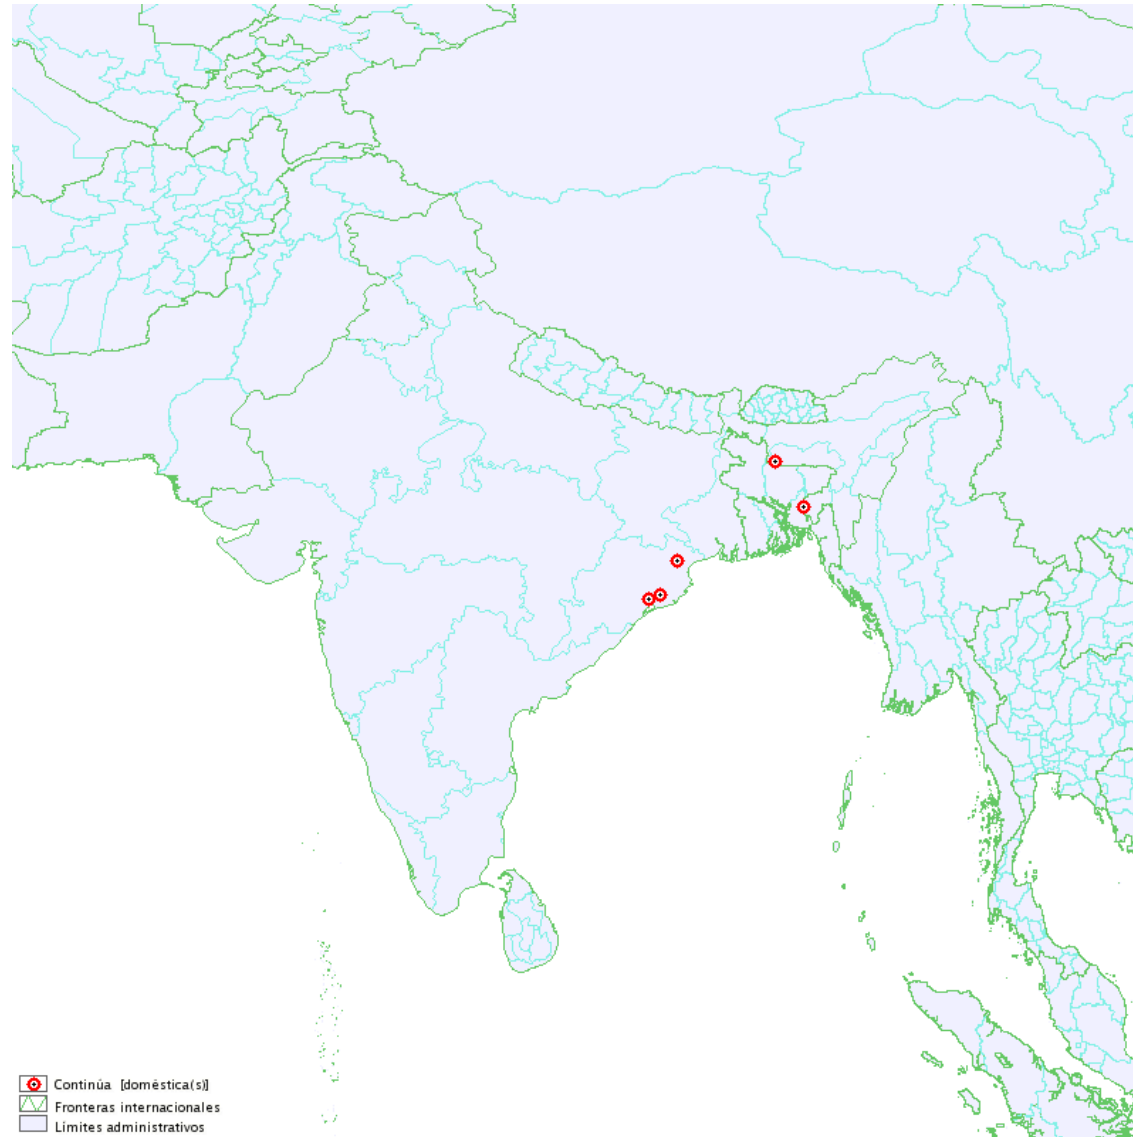 Continúa [doméstica(s)]
Fronteras internacionales
Límites administrativos